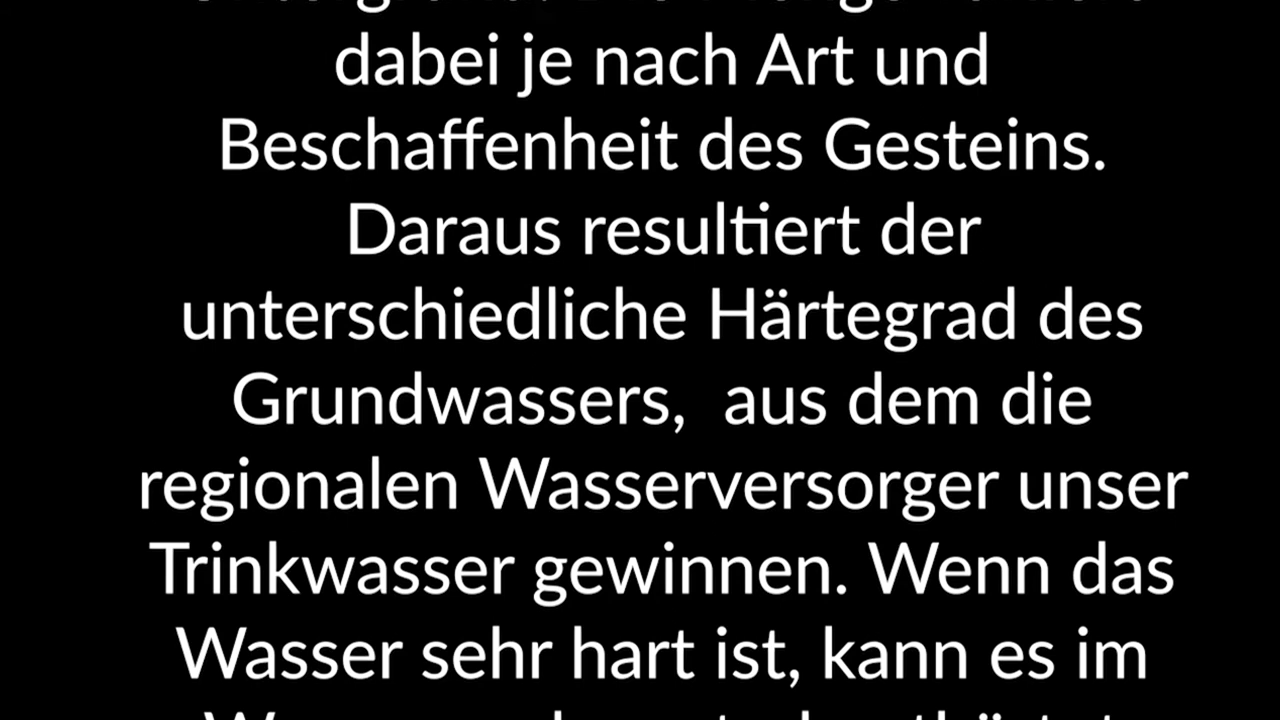 dabei je nach Art und
Beschaffenheit des Gesteins.
Daraus resultiert der
unterschiedliche Härtegrad des
Grundwassers,  aus dem die
regionalen Wasserversorger unser
Trinkwasser gewinnen. Wenn das
Wasser sehr hart ist, kann es im